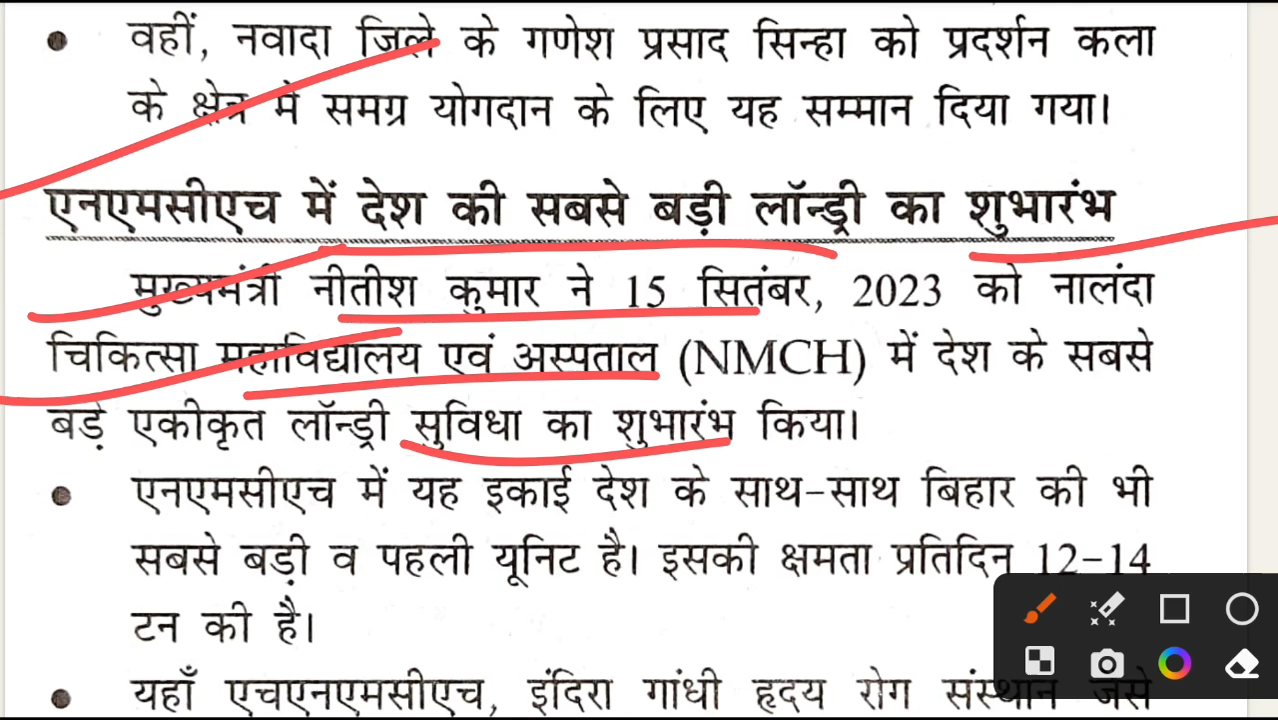 वहीं, नवादा जिले के गणेश प्रसाद सिन्हा को प्रदर्शन कला
के क्षेत्र में समग्र योगदान के लिए यह सम्मान दिया गया।
एनएमसीएच में देश की सबसे बड़ी लॉन्ड्री का शुभारंभ
मुख्यमंत्री नीतीश कुमार ने 15 सितंबर, 2023 को नालंदा
चिकित्सा महाविद्यालय एवं अस्पताल (NMCH) में देश के सबसे
बड़े एकीकृत लॉन्ड्री सुविधा का शुभारंभ किया।
एनएमसीएच में यह इकाई देश के साथ-साथ बिहार की भी
सबसे बड़ी व पहली यूनिट है। इसकी क्षमता प्रतिदिन 12-14
टन की है।
यहाँ एचएनएमसीएच, इंदिरा गांधी हृदय रोग संस्थान जैसे